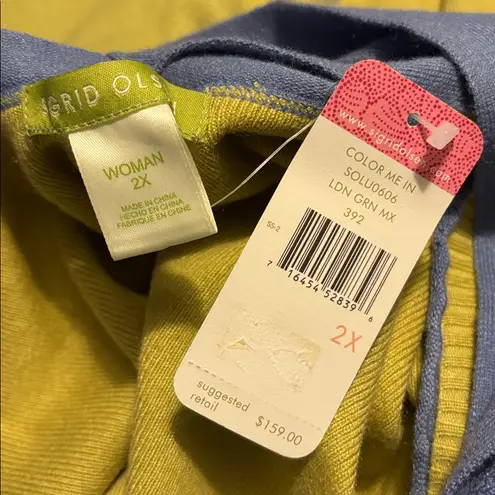 SIGRID OLS
WOMAN
2X
MADE IN CHINA
HECHO EN CHINA
FABRIQUE EN CHINE
www.sigridolse .com
COLOR ME IN
SOLU0606
LDN GRN MX
392
SS-2
7 16454 52839 6
2X
suggested
retail
$159.00